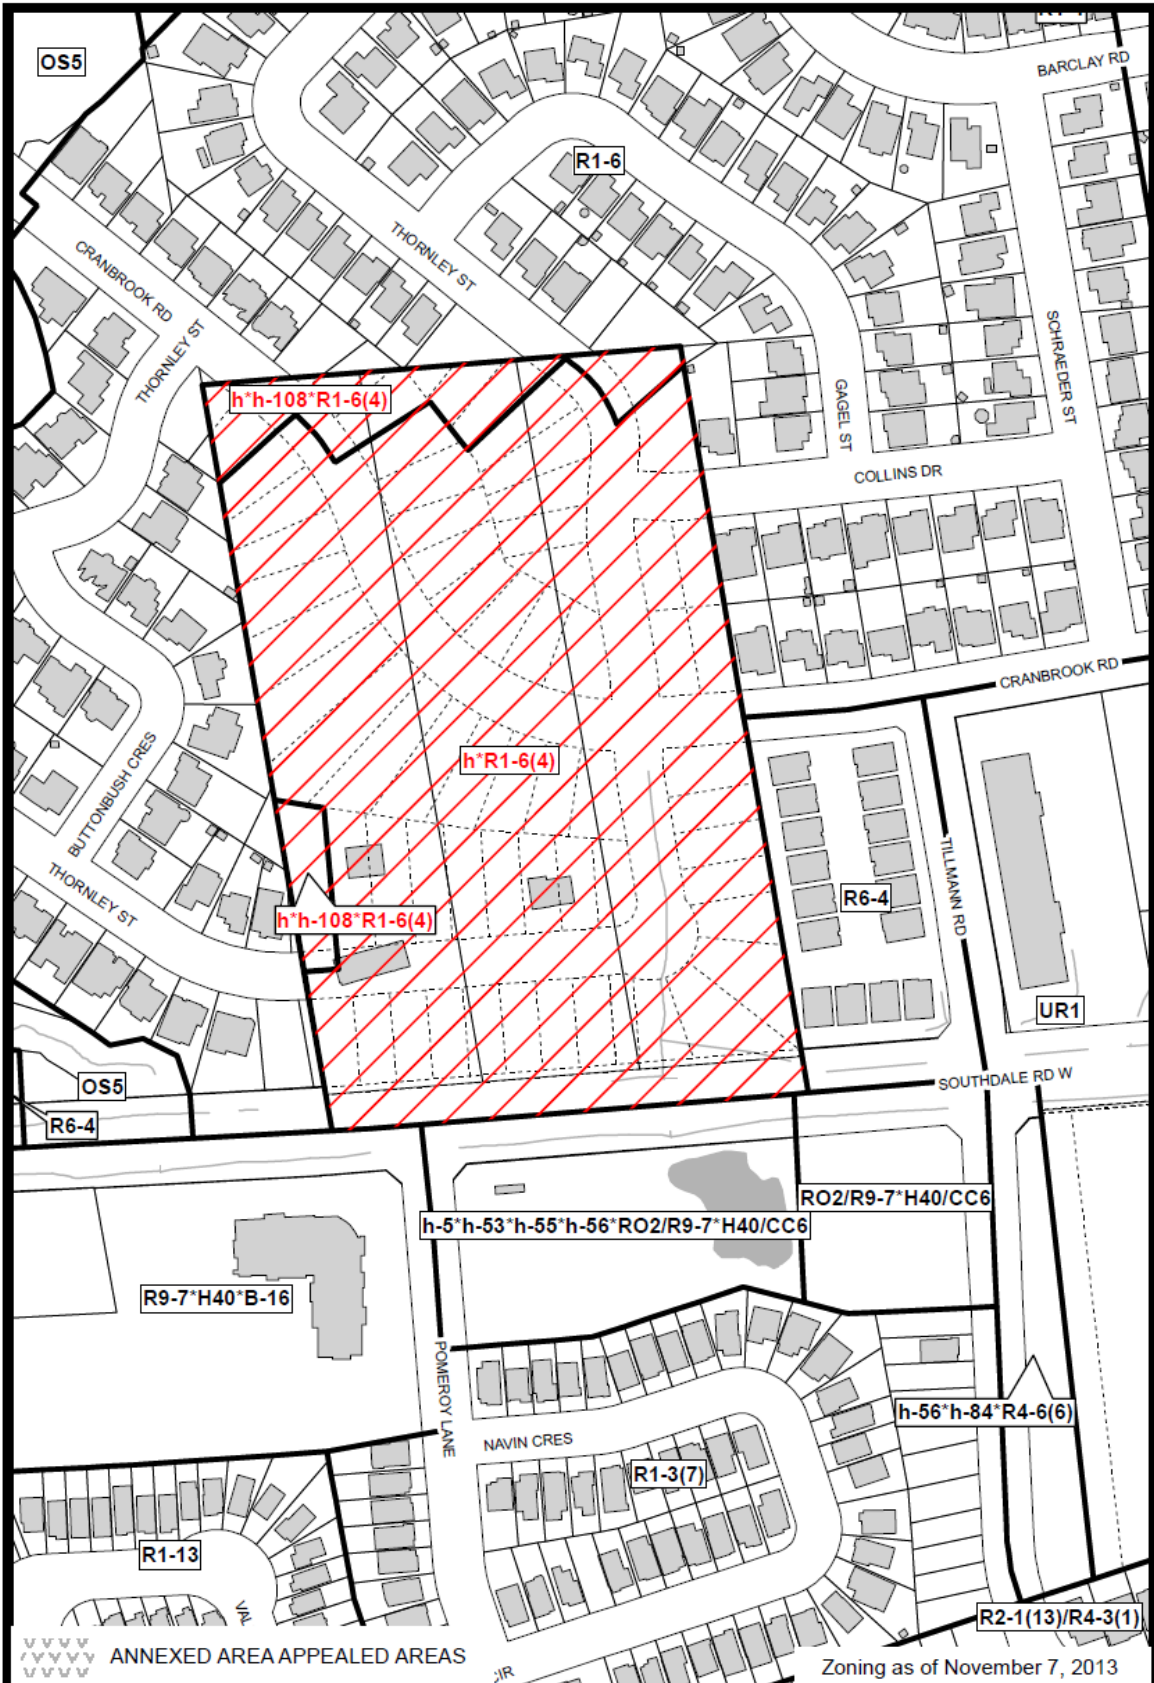 OS5
BARCLAY RD
R1-6
THORNLEY ST
CRANBROOK RD
THORNLEY ST
SCHRAEDER ST
GAGEL ST
h*h-108*R1-6(4)
COLLINS DR
CRANBROOK RD
h*R1-6(4)
BUTTONBUSH CRES
TILLMANN RD
THORNLEY ST
R6-4
h*h-108*R1-6(4)
UR1
SOUTHDALE RD W
OS5
R6-4
RO2/R9-7*H40/CC6
h-5*h-53*h-55*h-56*RO2/R9-7*H40/CC6
R9-7*H40*B-16
POMEROY LANE
h-56*h-84*R4-6(6)
NAVIN CRES
R1-3(7)
R1-13
VAL
R2-1(13)/R4-3(1)
ANNEXED AREA APPEALED AREAS
CIR
Zoning as of November 7, 2013